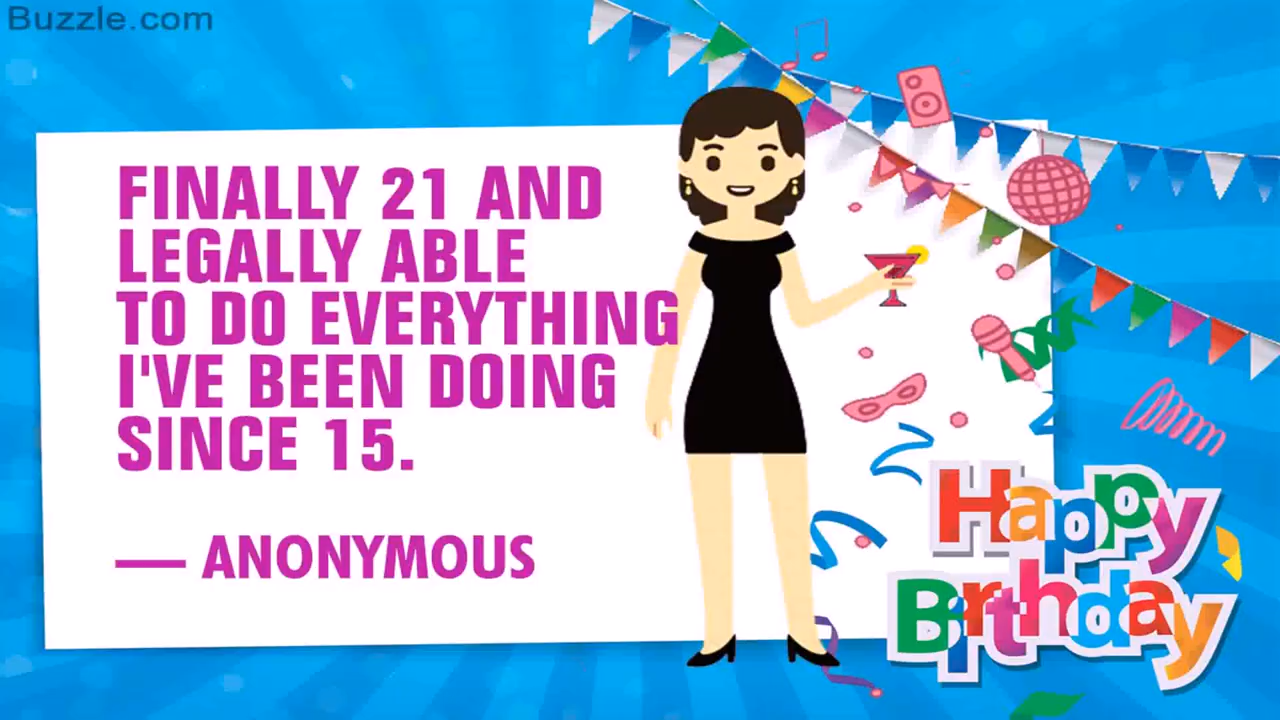 Buzzle.com
FINALLY 21 AND
LEGALLY ABLE
TO DO EVERYTHING
I'VE BEEN DOING
SINCE 15.
— ANONYMOUS
Happy
Birthday